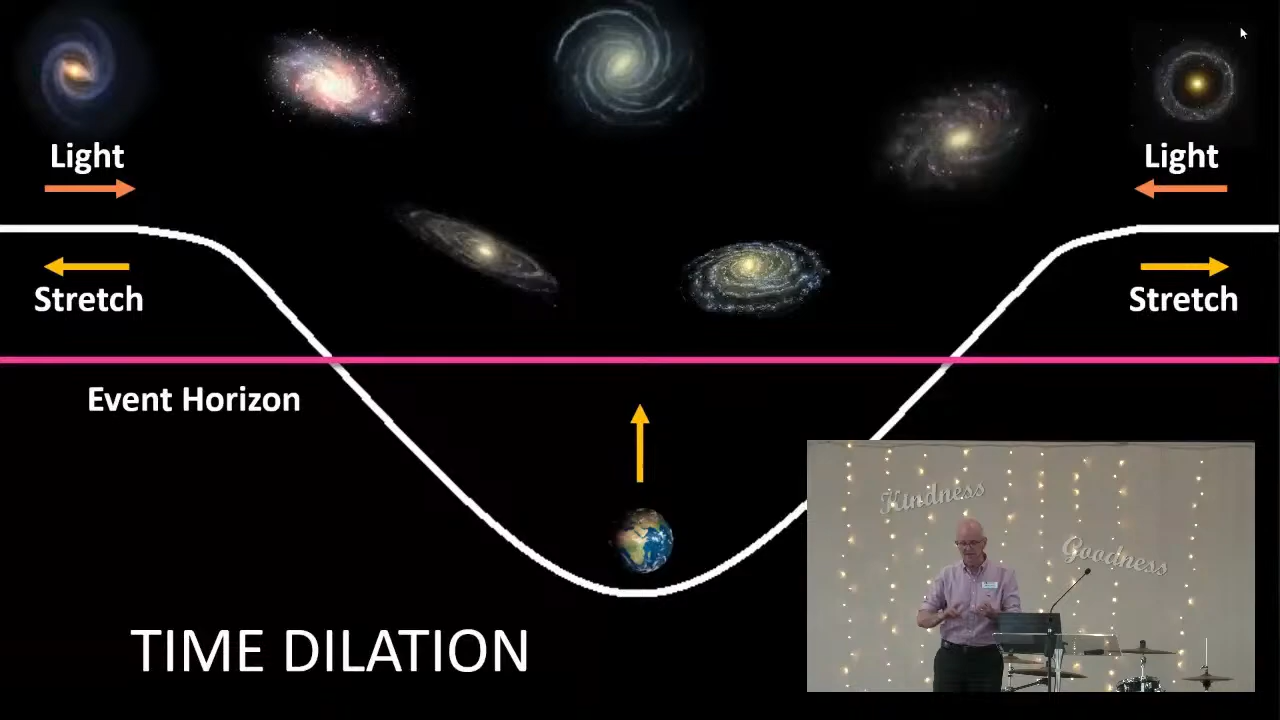 Light
Light
Stretch
Stretch
Event Horizon
Kindness
Goodness
TIME DILATION